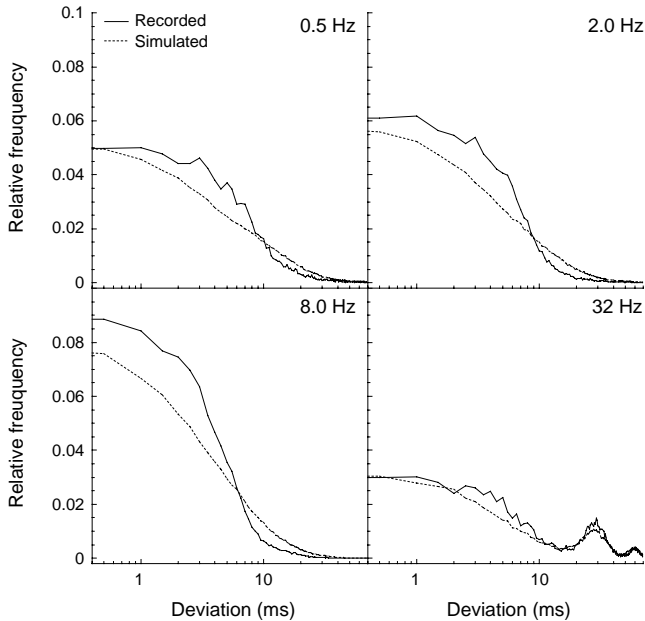 Recorded
Simulated
0.5 Hz
2.0 Hz
Relative freuquency
0.1
0.08
0.06
0.04
0.02
0
8.0 Hz
32 Hz
Relative freuquency
0.08
0.06
0.04
0.02
0
1
10
1
10
Deviation (ms)
Deviation (ms)